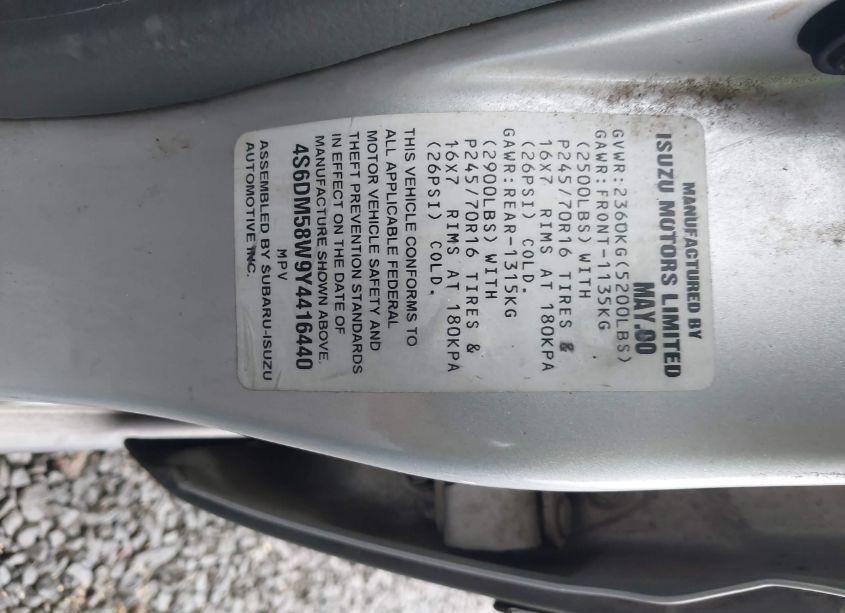 MANUFACTURED BY
ISUZU MOTORS LIMITED
MAY.00
GVWR:2360KG(5200LBS)
GAWR:FRONT-1135KG
(2500LBS) WITH
P245/70R16 TIRES &
16X7 RIMS AT 180KPA
(26PSI) COLD.
GAWR:REAR-1315KG
(2900LBS) WITH
P245/70R16 TIRES &
16X7 RIMS AT 180KPA
(26PSI) COLD.
THIS VEHICLE CONFORMS TO
ALL APPLICABLE FEDERAL
MOTOR VEHICLE SAFETY AND
THEFT PREVENTION STANDARDS
IN EFFECT ON THE DATE OF
MANUFACTURE SHOWN ABOVE.
4S6DM58W9Y4416440
MPV
ASSEMBLED BY SUBARU-ISUZU
AUTOMOTIVE INC.